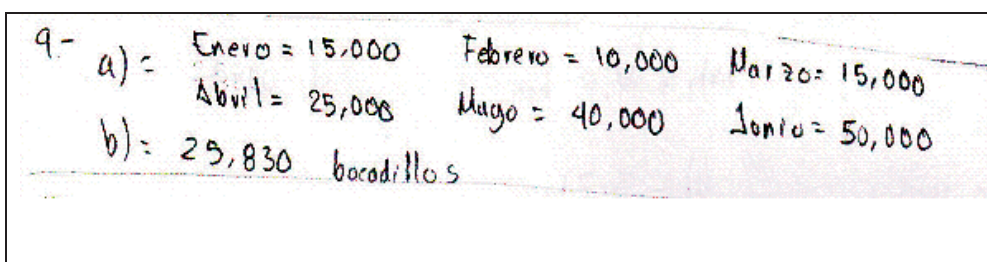 9.- a)= Enero = 15,000 Febrero = 10,000 Marzo= 15,000
Abril= 25,000 Mayo = 40,000 Junio= 50,000
b)= 25,830 bocadillos